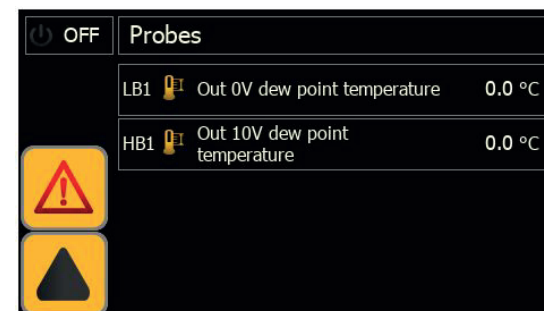 OFF
Probes
LB1 Out 0V dew point temperature 0.0 °C
HB1 Out 10V dew point
temperature 0.0 °C